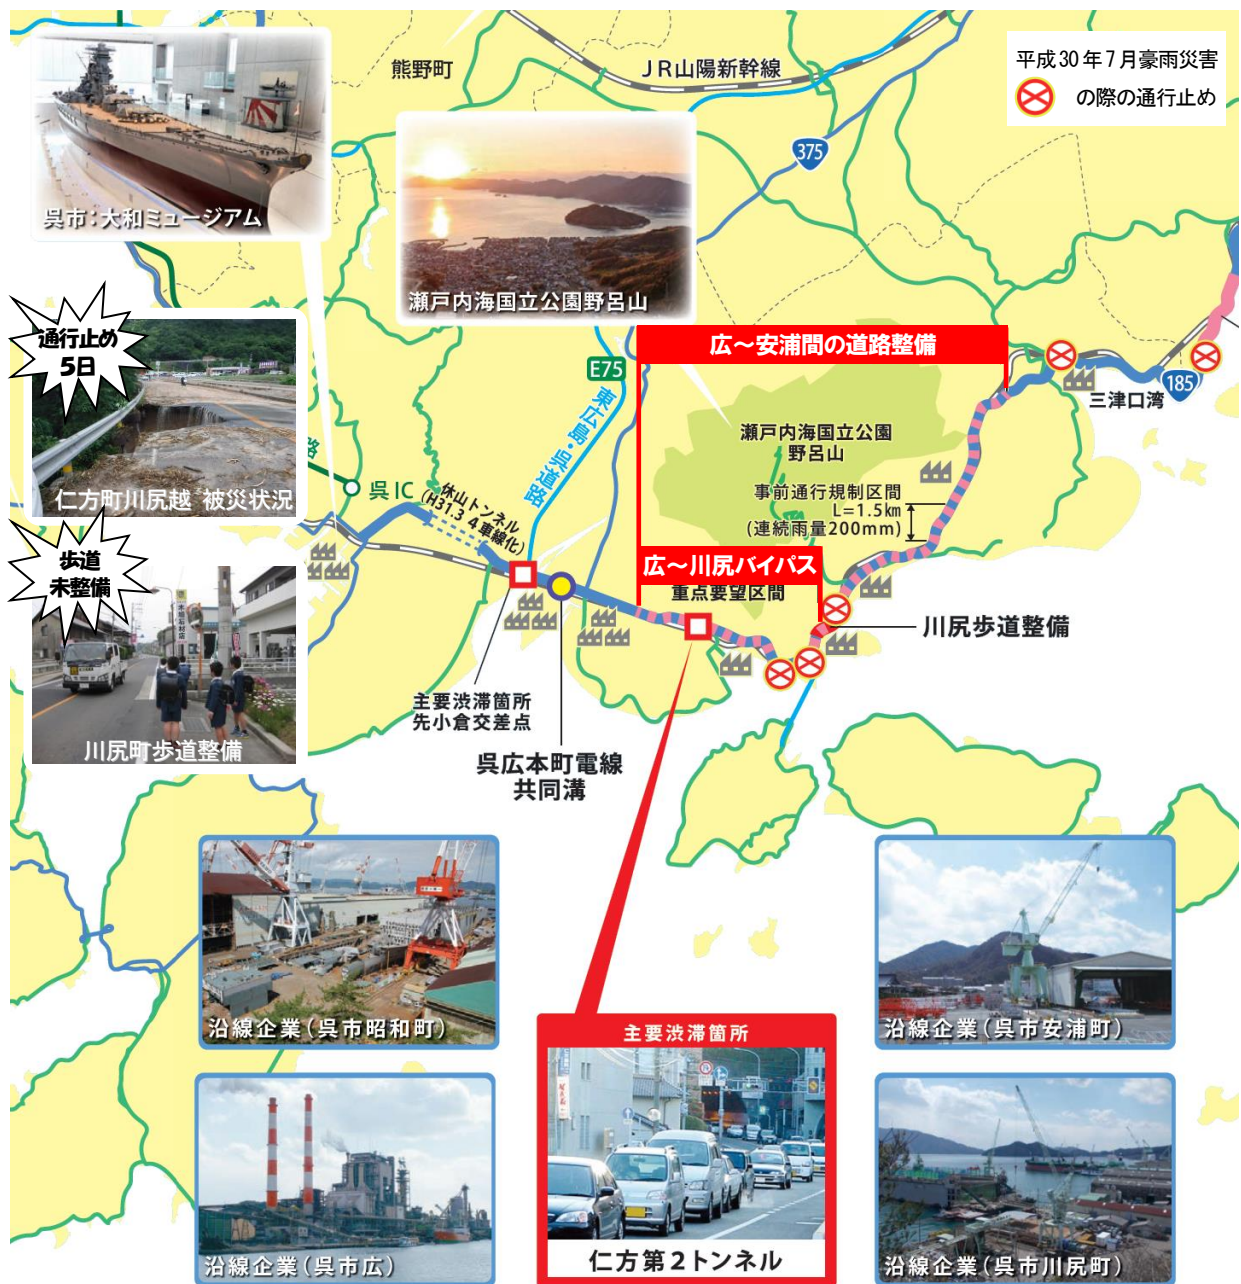 熊野町
JR山陽新幹線
平成30年7月豪雨災害
の際の通行止め
375
呉市:大和ミュージアム
瀬戸内海国立公園野呂山
通行止め
5日
仁方町川尻越 被災状況
路
E75
東広島・呉道路
広～安浦間の道路整備
185
三津口湾
瀬戸内海国立公園
野呂山
事前通行規制区間
L=1.5km
(連続雨量200mm)
呉IC
休山トンネル
(H31.3 4車線化)
歩道
未整備
川尻町歩道整備
広～川尻バイパス
重点要望区間
川尻歩道整備
主要渋滞箇所
先小倉交差点
呉広本町電線
共同溝
沿線企業(呉市昭和町)
沿線企業(呉市安浦町)
主要渋滞箇所
仁方第2トンネル
沿線企業(呉市広)
沿線企業(呉市川尻町)